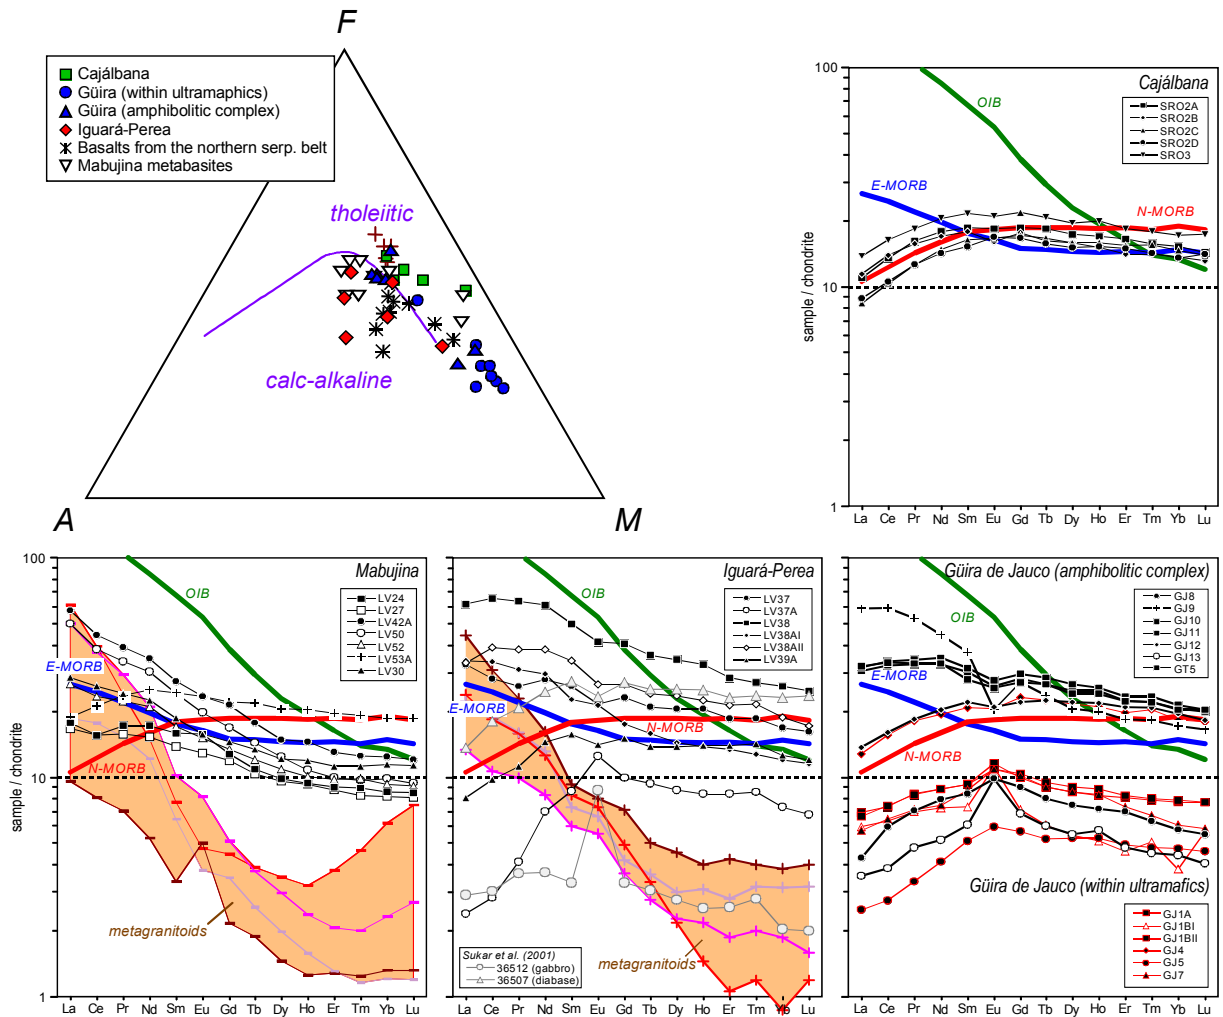 F
Cajálbana
Güira (within ultramaphics)
Güira (amphibolitic complex)
Iguará-Perea
Basalts from the northern serp. belt
Mabujina metabasites
tholeiitic
calc-alkaline
A
M
100
10
1
sample / chondrite
Cajálbana
SRO2A
SRO2B
SRO2C
SRO2D
SRO3
OIB
E-MORB
N-MORB
La Ce Pr Nd Sm Eu Gd Tb Dy Ho Er Tm Yb Lu
100
10
1
sample / chondrite
Mabujina
LV24
LV27
LV42A
LV50
LV52
LV53A
LV30
OIB
E-MORB
N-MORB
metagranitoids
La Ce Pr Nd Sm Eu Gd Tb Dy Ho Er Tm Yb Lu
Iguará-Perea
LV37
LV37A
LV38
LV38AI
LV38AII
LV39A
OIB
E-MORB
N-MORB
metagranitoids
Sukar et al. (2001)
36512 (gabbro)
36507 (diabase)
La Ce Pr Nd Sm Eu Gd Tb Dy Ho Er Tm Yb Lu
Güira de Jauco (amphibolitic complex)
GJ8
GJ9
GJ10
GJ11
GJ12
GJ13
GT5
OIB
E-MORB
N-MORB
Güira de Jauco (within ultramafics)
GJ1A
GJ1BI
GJ1BII
GJ4
GJ5
GJ7
La Ce Pr Nd Sm Eu Gd Tb Dy Ho Er Tm Yb Lu